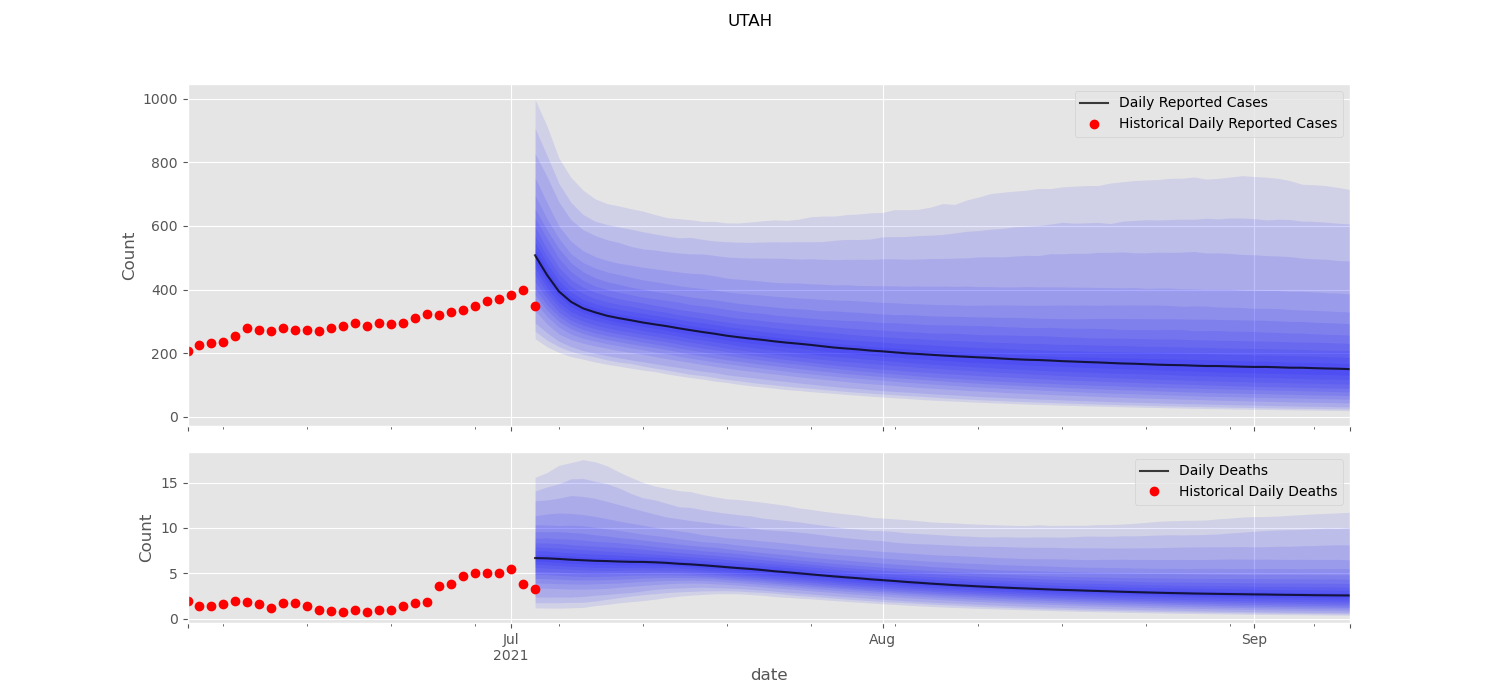 UTAH
1000
800
600
400
200
0
Count
Daily Reported Cases
Historical Daily Reported Cases
15
10
5
0
Count
Daily Deaths
Historical Daily Deaths
Jul
2021
Aug
Sep
date